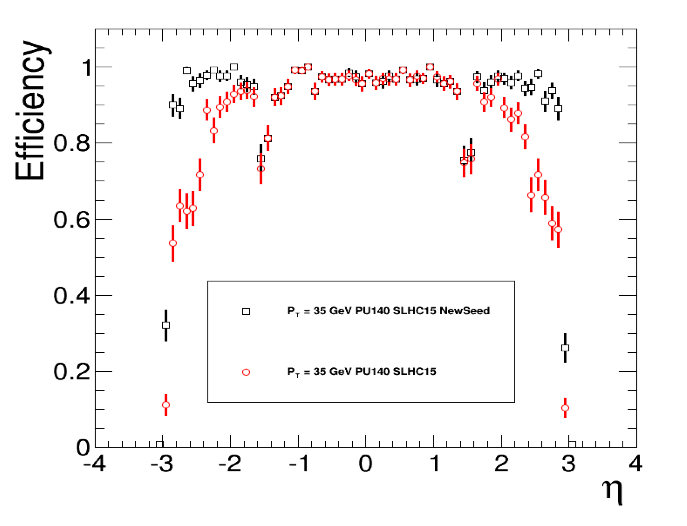 Efficiency
1
0.8
0.6
0.4
0.2
0
P_T = 35 GeV PU140 SLHC15 NewSeed
P_T = 35 GeV PU140 SLHC15
-4 -3 -2 -1 0 1 2 3 4
η